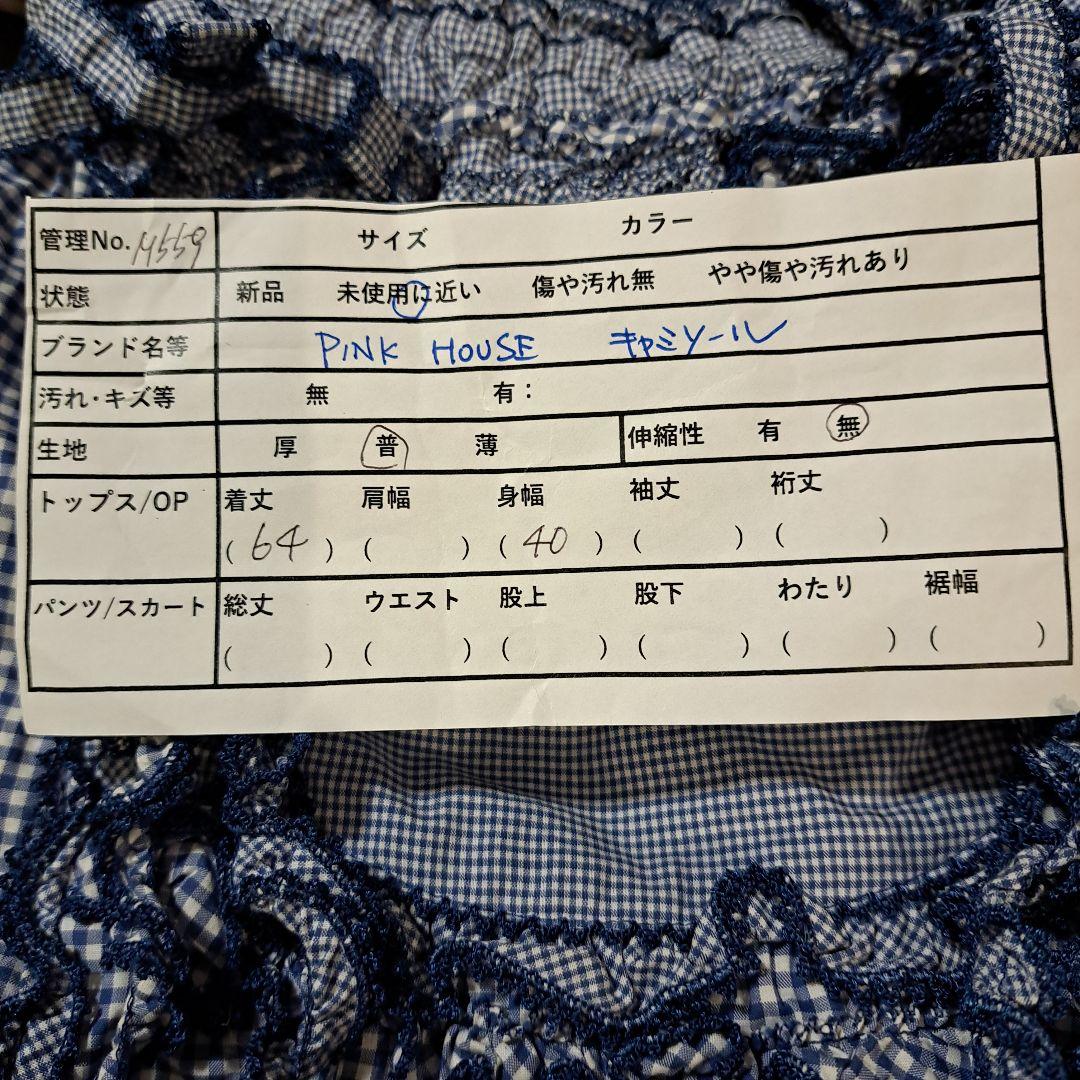 管理No. H559 サイズ カラー
状態 新品 未使用に近い 傷や汚れ無 やや傷や汚れあり
ブランド名等 PINK HOUSE キャミソール
汚れ・キズ等 無 有：
生地 厚 普 薄 伸縮性 有 無
トップス/OP 着丈 肩幅 身幅 袖丈 裄丈
( 64 ) ( ) ( 40 ) ( ) ( )
パンツ/スカート 総丈 ウエスト 股上 股下 わたり 裾幅
( ) ( ) ( ) ( ) ( ) ( )